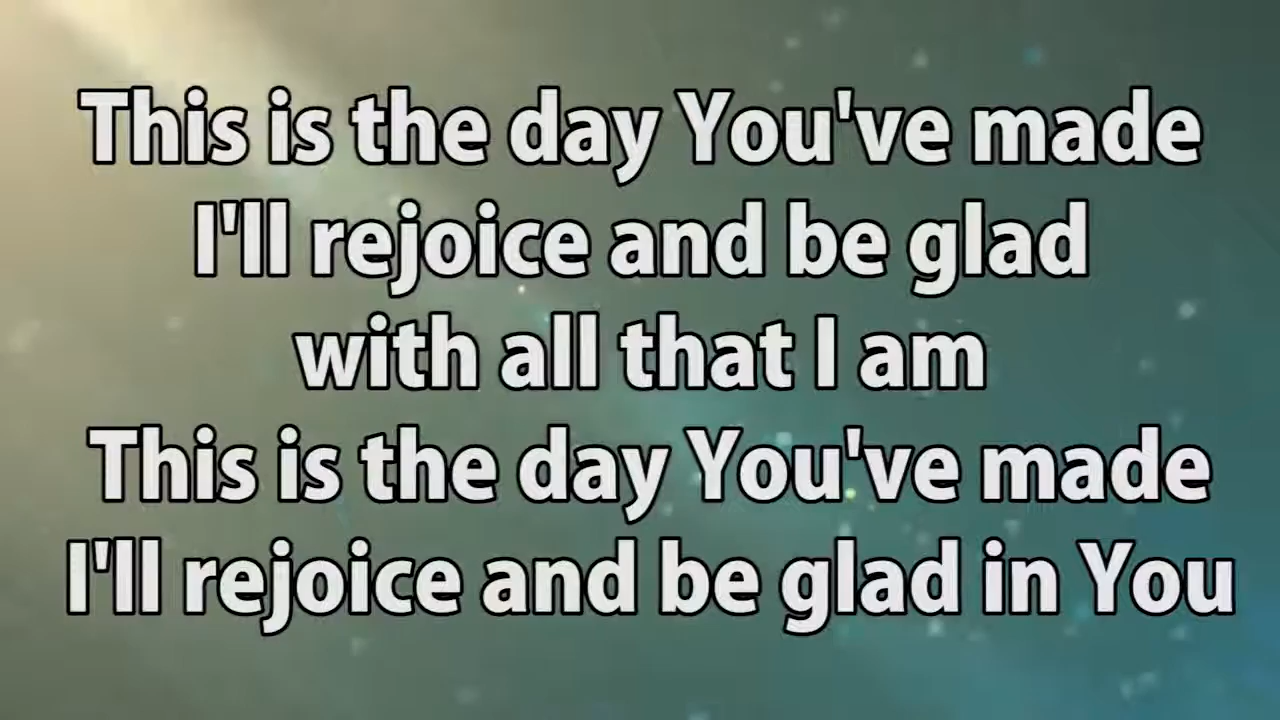 This is the day You've made
I'll rejoice and be glad
with all that I am
This is the day You've made
I'll rejoice and be glad in You